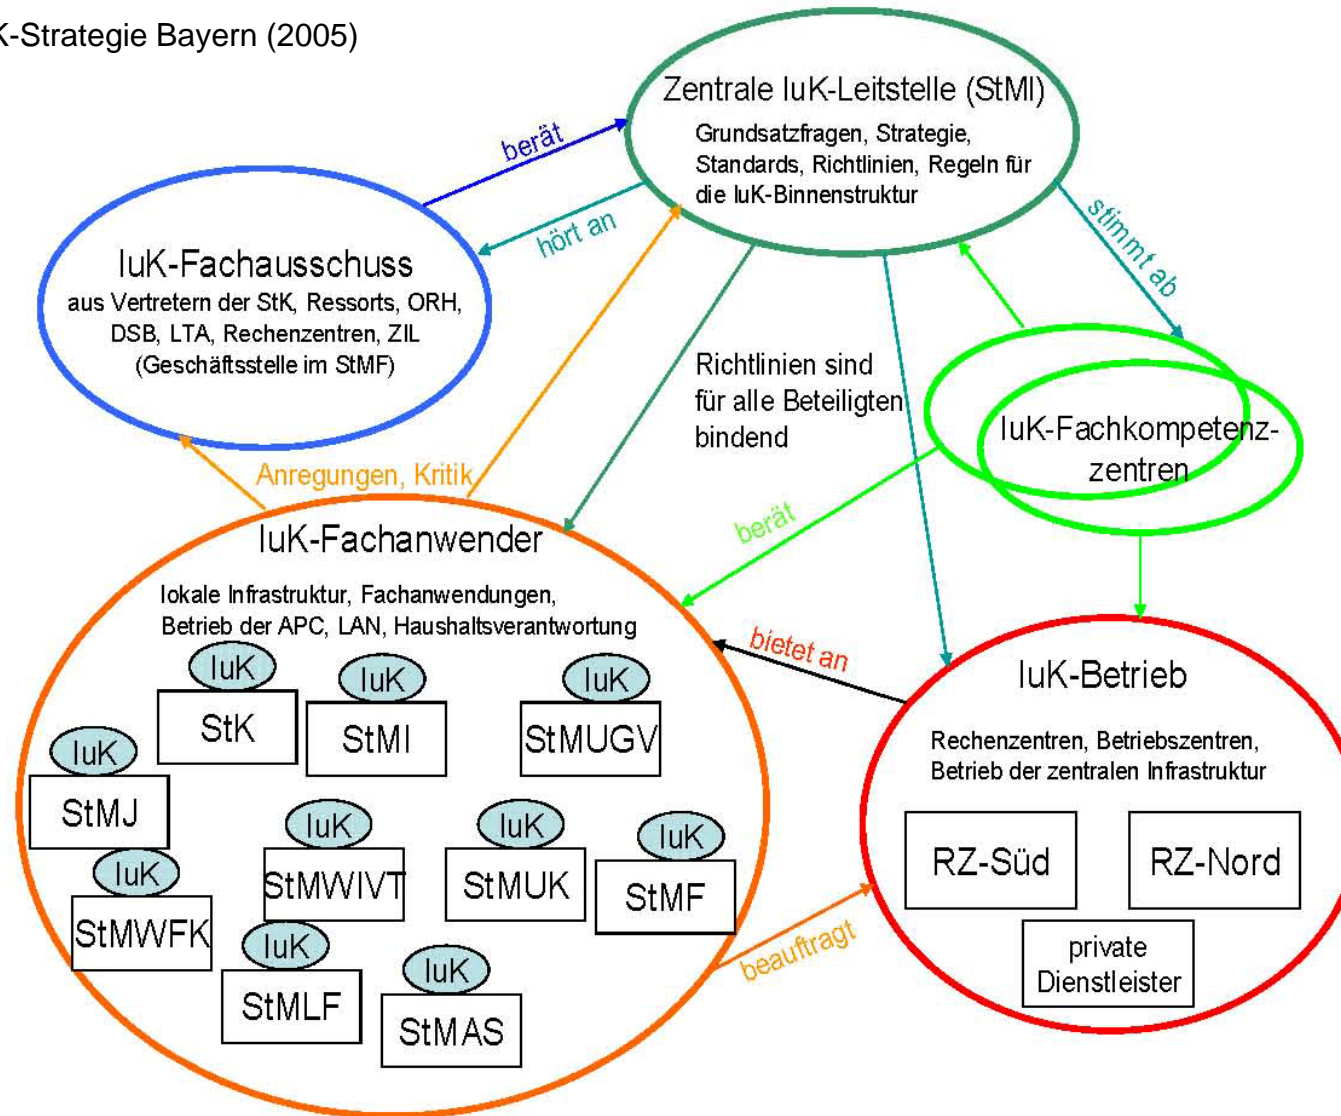 K-Strategie Bayern (2005)
Zentrale IuK-Leitstelle (StMI)
Grundsatzfragen, Strategie,
Standards, Richtlinien, Regeln für
die IuK-Binnenstruktur
berät
hört an
stimmt ab
IuK-Fachausschuss
aus Vertretern der StK, Ressorts, ORH,
DSB, LTA, Rechenzentren, ZIL
(Geschäftsstelle im StMF)
Richtlinien sind
für alle Beteiligten
bindend
IuK-Fachkompetenz-
zentren
Anregungen, Kritik
berät
IuK-Fachanwender
lokale Infrastruktur, Fachanwendungen,
Betrieb der APC, LAN, Haushaltsverantwortung
IuK
StK
IuK
StMI
IuK
StMUGV
IuK
StMJ
IuK
StMWIVT
IuK
StMUK
IuK
StMF
IuK
StMWFK
IuK
StMLF
IuK
StMAS
bietet an
beauftragt
IuK-Betrieb
Rechenzentren, Betriebszentren,
Betrieb der zentralen Infrastruktur
RZ-Süd
RZ-Nord
private
Dienstleister